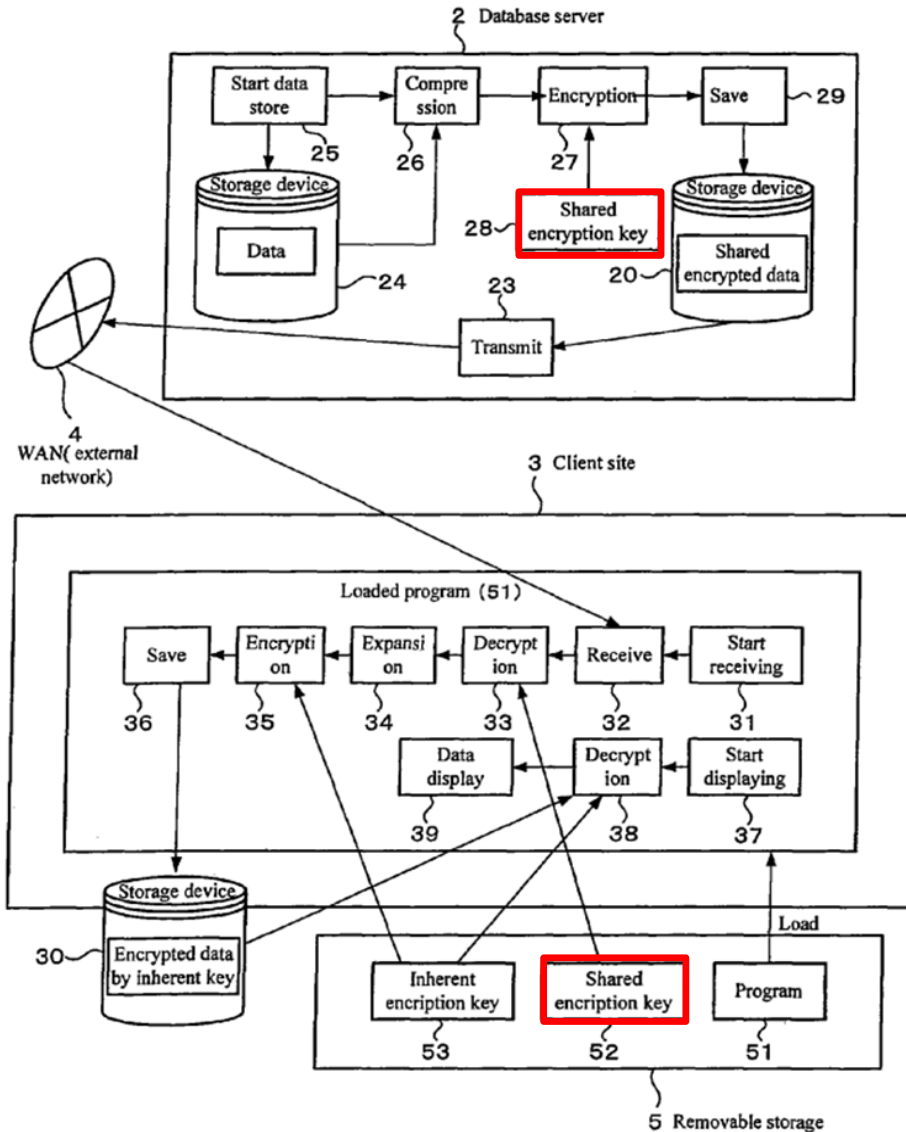 2 Database server
Start data
store
Compre
ssion
Encryption
Save
29
25
26
27
Storage device
Storage device
28
Shared
encryption key
Data
Shared
encrypted data
24
20
23
Transmit
4
WAN( external
network)
3 Client site
Loaded program (51)
Save
Encrypti
on
Expansi
on
Decrypt
ion
Receive
Start
receiving
36
35
34
33
32
31
Data
display
Decrypt
ion
Start
displaying
39
38
37
Storage device
Load
30
Encrypted data
by inherent key
Inherent
encription key
Shared
encription key
Program
53
52
51
5 Removable storage